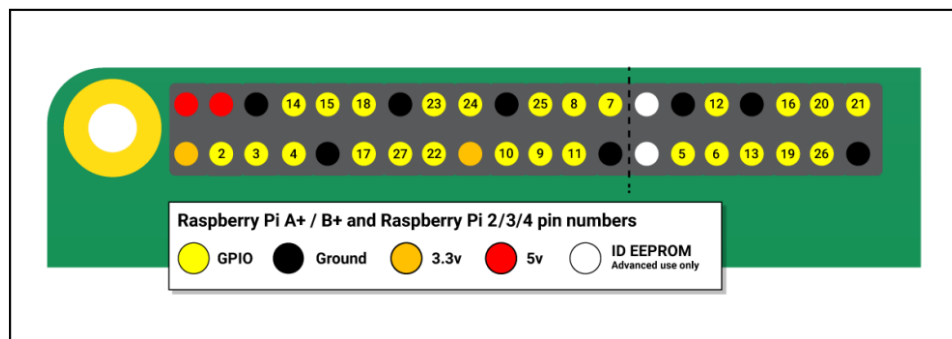 14 15 18 23 24 25 8 7 12 16 20 21
2 3 4 17 27 22 10 9 11 5 6 13 19 26
Raspberry Pi A+ / B+ and Raspberry Pi 2/3/4 pin numbers
GPIO Ground 3.3v 5v ID EEPROM
Advanced use only